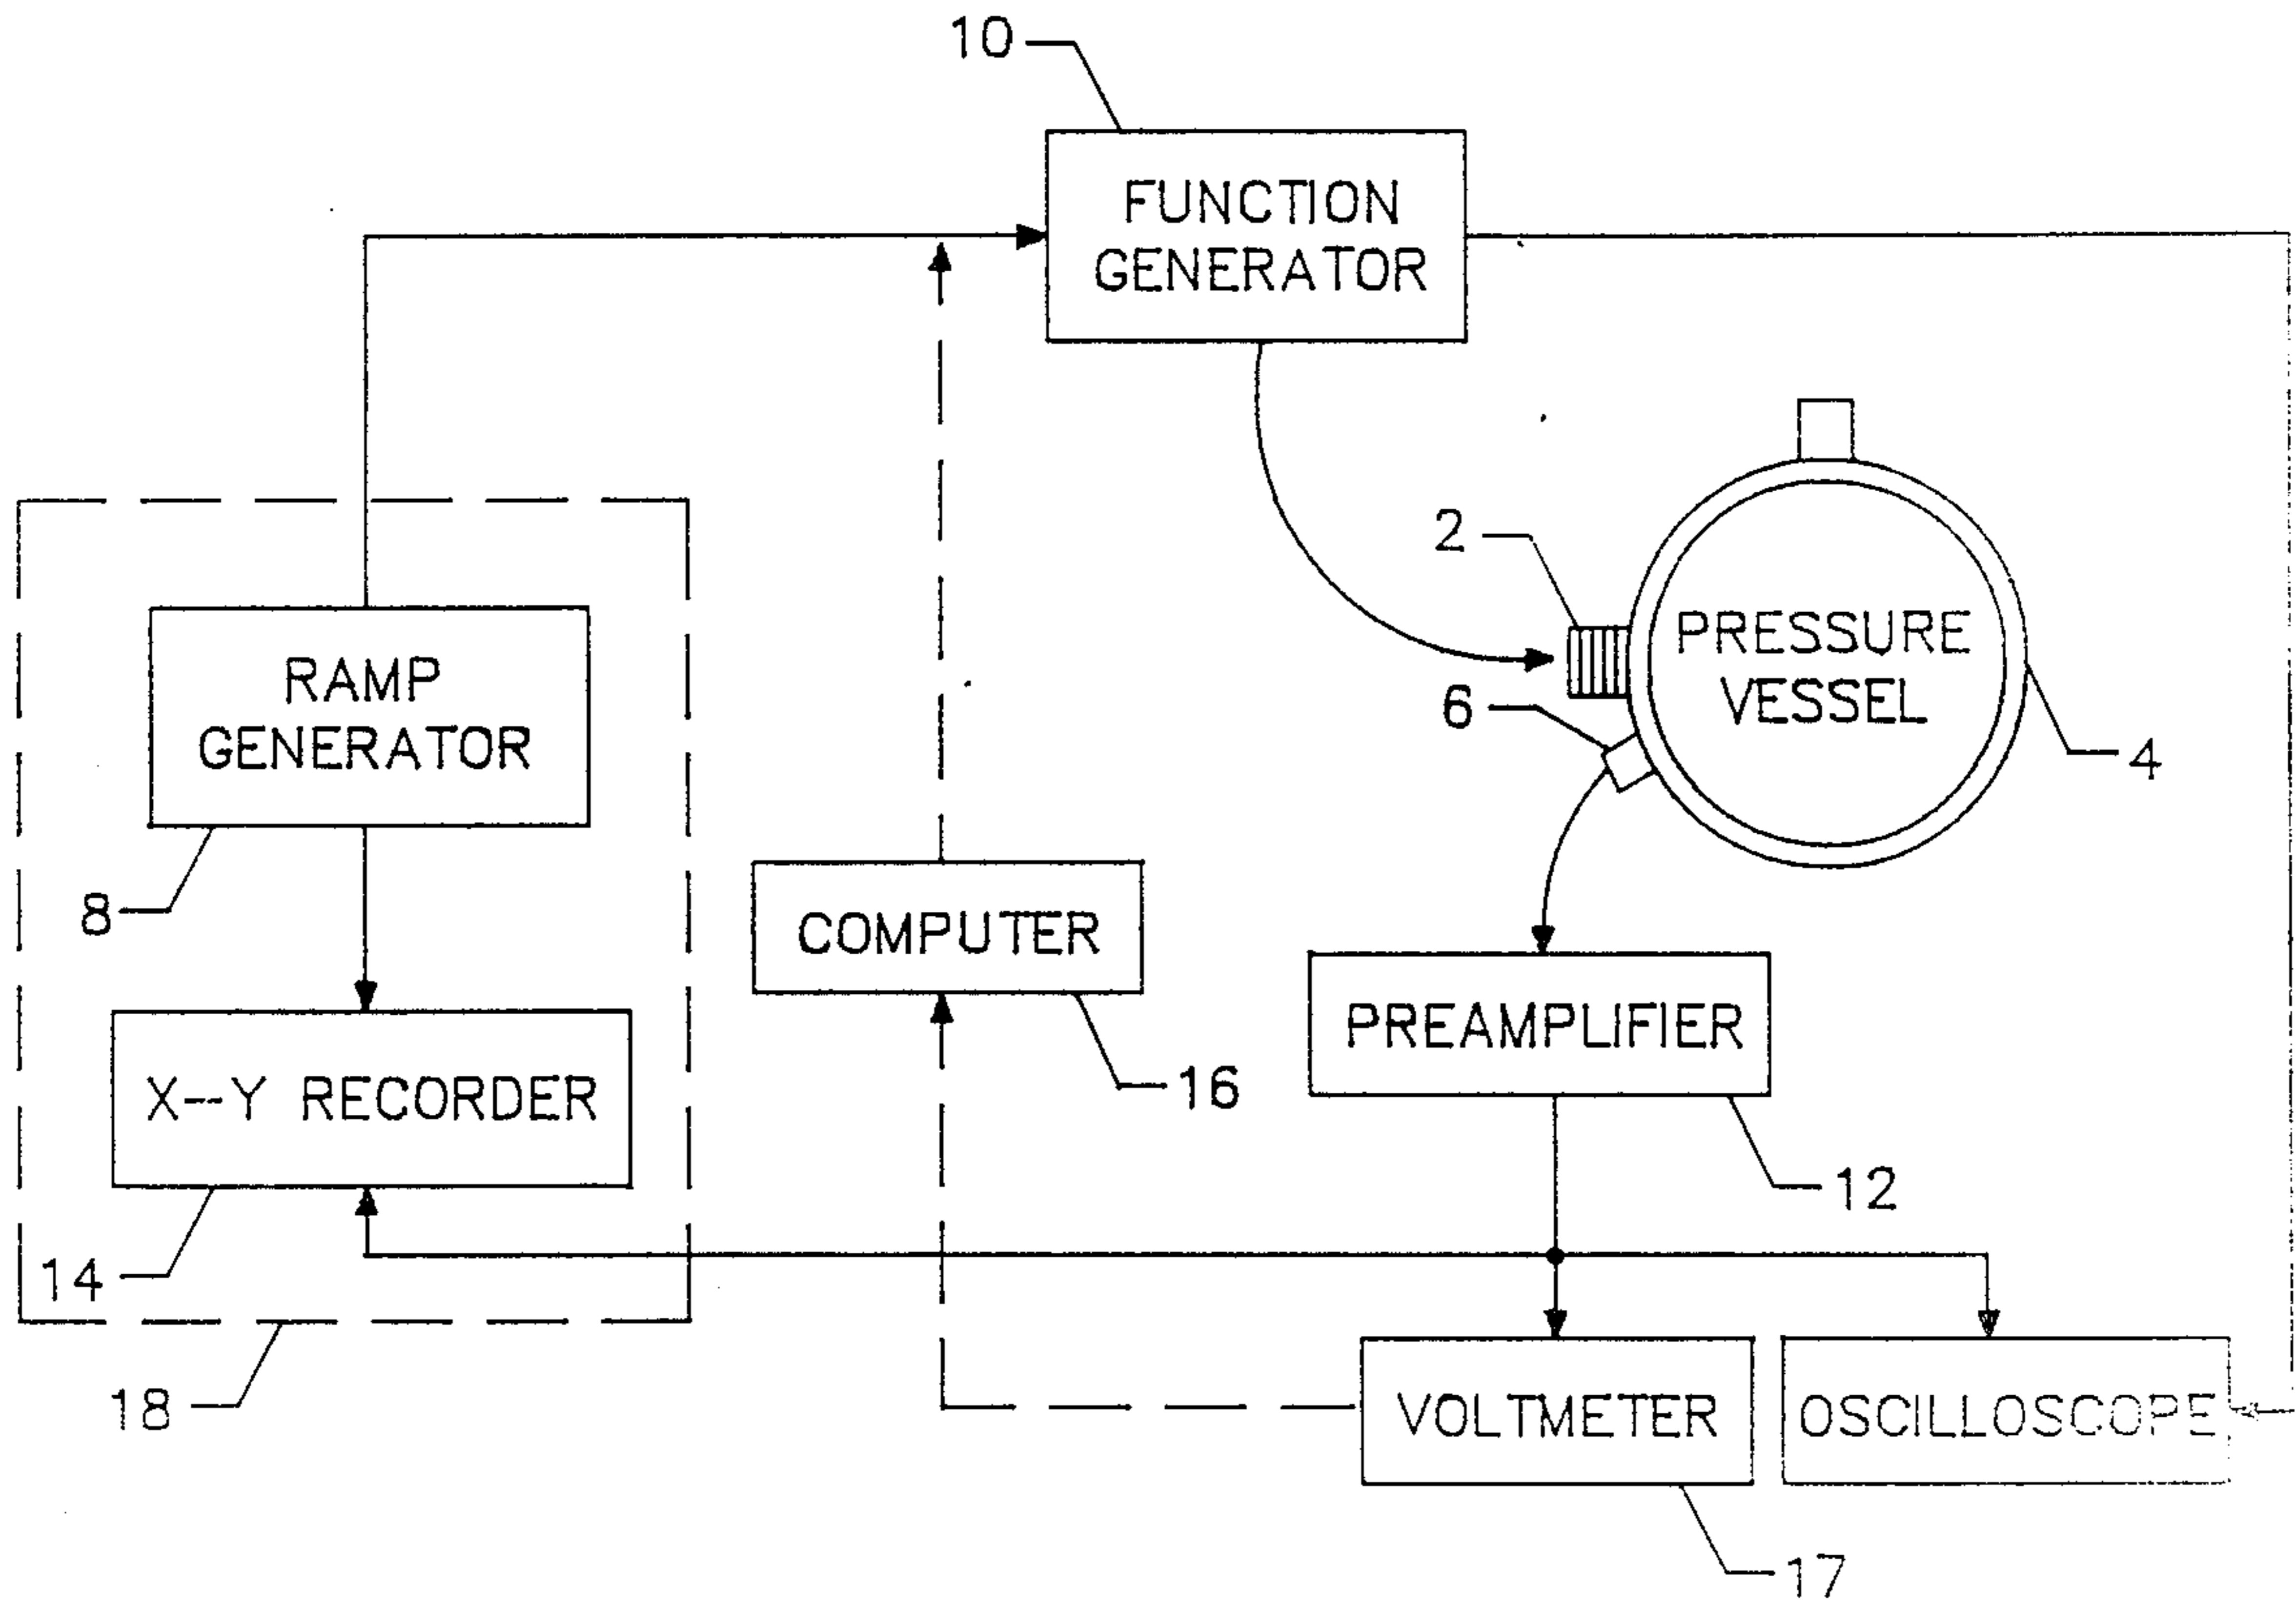 10
FUNCTION
GENERATOR
2
PRESSURE
VESSEL
6
4
RAMP
GENERATOR
8
COMPUTER
16
PREAMPLIFIER
12
X--Y RECORDER
14
18
VOLTMETER
OSCILLOSCOPE
17